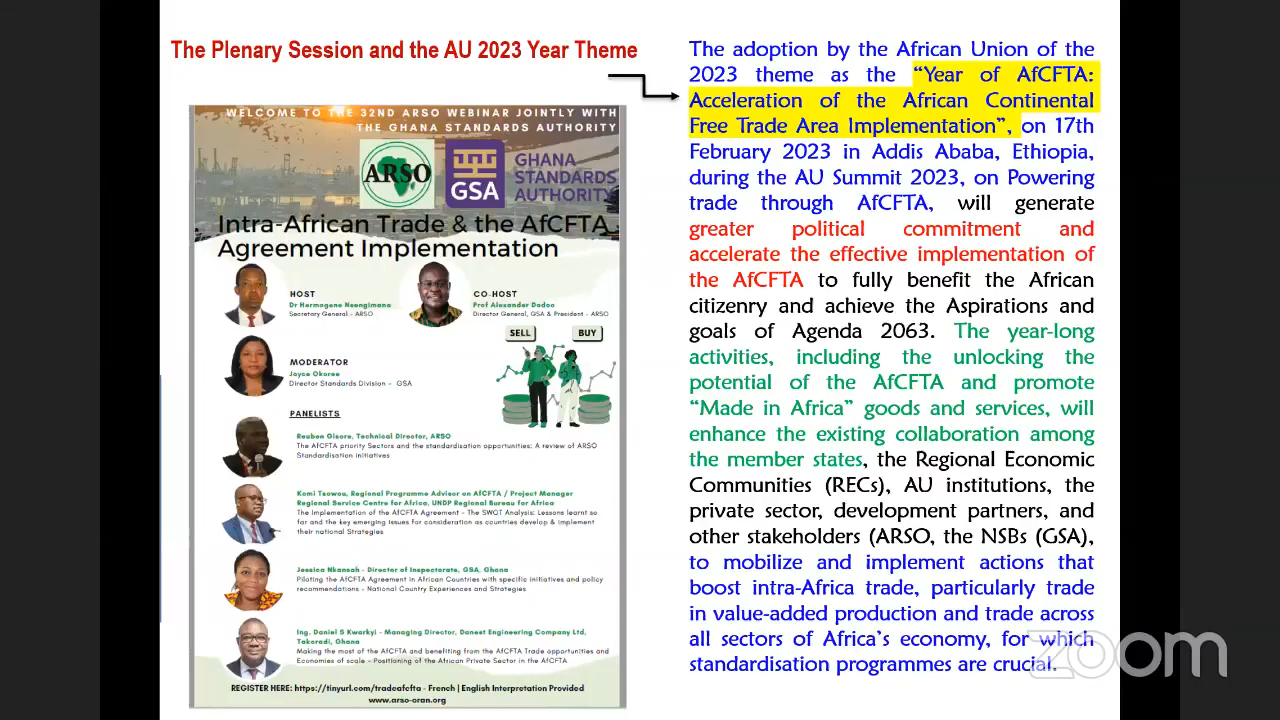 The Plenary Session and the AU 2023 Year Theme
WELCOME TO THE 32ND ARSO WEBINAR JOINTLY WITH
THE GHANA STANDARDS AUTHORITY
ARSO
GSA
GHANA
STANDARDS
AUTHORITY
Intra-African Trade & the AfCFTA
Agreement Implementation
HOST
Dr Hermogene Nsengimana
Secretary General - ARSO
CO-HOST
Prof Alexander Dodoo
Director General, GSA & President - ARSO
SELL
BUY
MODERATOR
Joyce Okoree
Director Standards Division - GSA
PANELISTS
Reuben Gisore, Technical Director, ARSO
The AfCFTA priority Sectors and the standardisation opportunities: A review of ARSO
Standardisation initiatives
Komi Tsowou, Regional Programme Advisor on AfCFTA / Project Manager
Regional Service Centre for Africa, UNDP Regional Bureau for Africa
The implementation of the AfCFTA Agreement - The SWOT Analysis: Lessons learnt so
far and the key emerging issues for consideration as countries develop & implement
their national Strategies
Jessica Nkansah - Director of Inspectorate, GSA, Ghana
Piloting the AfCFTA Agreement in African Countries with specific initiatives and policy
recommendations - National Country Experiences and Strategies
Ing. Daniel S Kwarkyi - Managing Director, Danest Engineering Company Ltd,
Takoradi, Ghana
Making the most of the AfCFTA and benefiting from the AfCFTA Trade opportunities and
Economies of scale - Positioning of the African Private Sector in the AfCFTA
REGISTER HERE: https://tinyurl.com/tradeafcfta - French | English Interpretation Provided
www.arso-oran.org
The adoption by the African Union of the
2023 theme as the “Year of AfCFTA:
Acceleration of the African Continental
Free Trade Area Implementation”, on 17th
February 2023 in Addis Ababa, Ethiopia,
during the AU Summit 2023, on Powering
trade through AfCFTA, will generate
greater political commitment and
accelerate the effective implementation of
the AfCFTA to fully benefit the African
citizenry and achieve the Aspirations and
goals of Agenda 2063. The year-long
activities, including the unlocking the
potential of the AfCFTA and promote
“Made in Africa” goods and services, will
enhance the existing collaboration among
the member states, the Regional Economic
Communities (RECs), AU institutions, the
private sector, development partners, and
other stakeholders (ARSO, the NSBs (GSA),
to mobilize and implement actions that
boost intra-Africa trade, particularly trade
in value-added production and trade across
all sectors of Africa’s economy, for which
standardisation programmes are crucial.
zoom